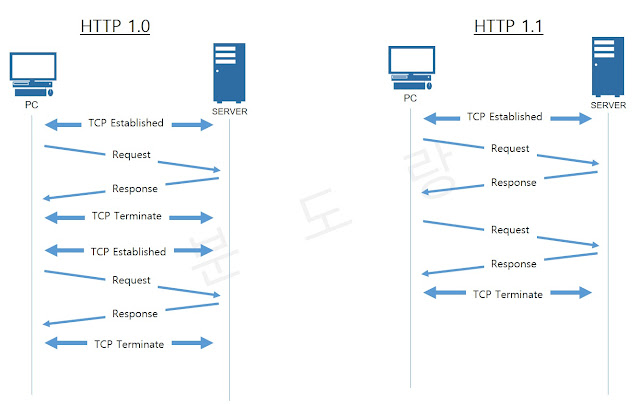 HTTP 1.0
PC
SERVER
TCP Established
Request
Response
TCP Terminate
TCP Established
Request
Response
TCP Terminate
HTTP 1.1
PC
SERVER
TCP Established
Request
Response
Request
Response
TCP Terminate
분 도 랑